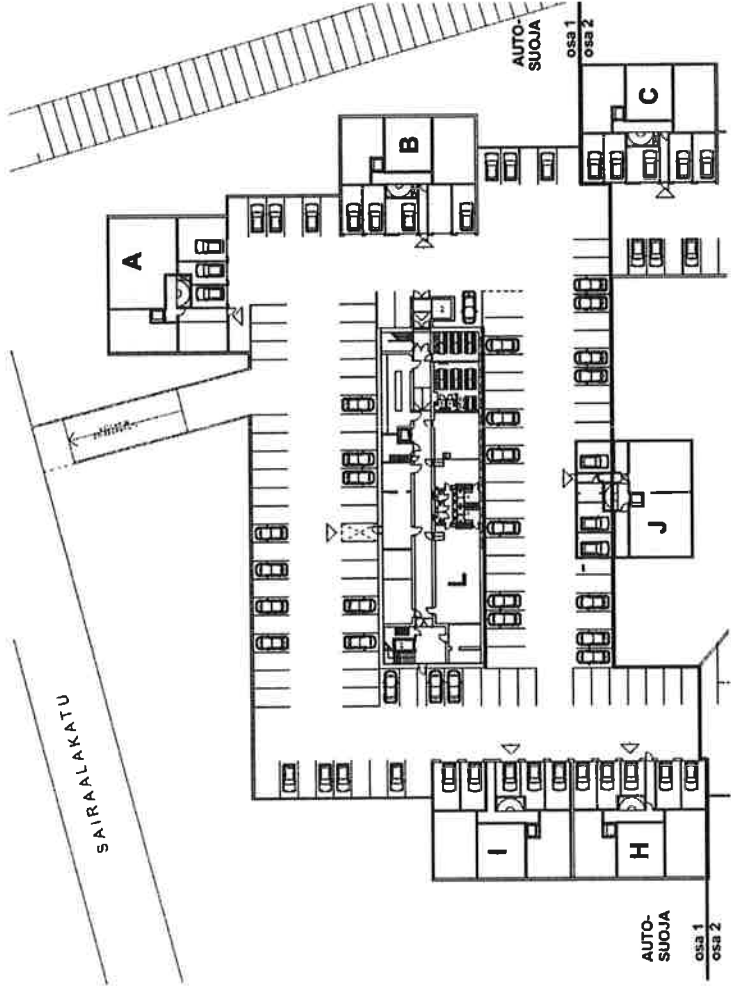 AUTO-
SUOJA
osa 1
osa 2
C
B
A
J
L
SAIRAALAKATU
I
H
AUTO-
SUOJA
osa 1
osa 2